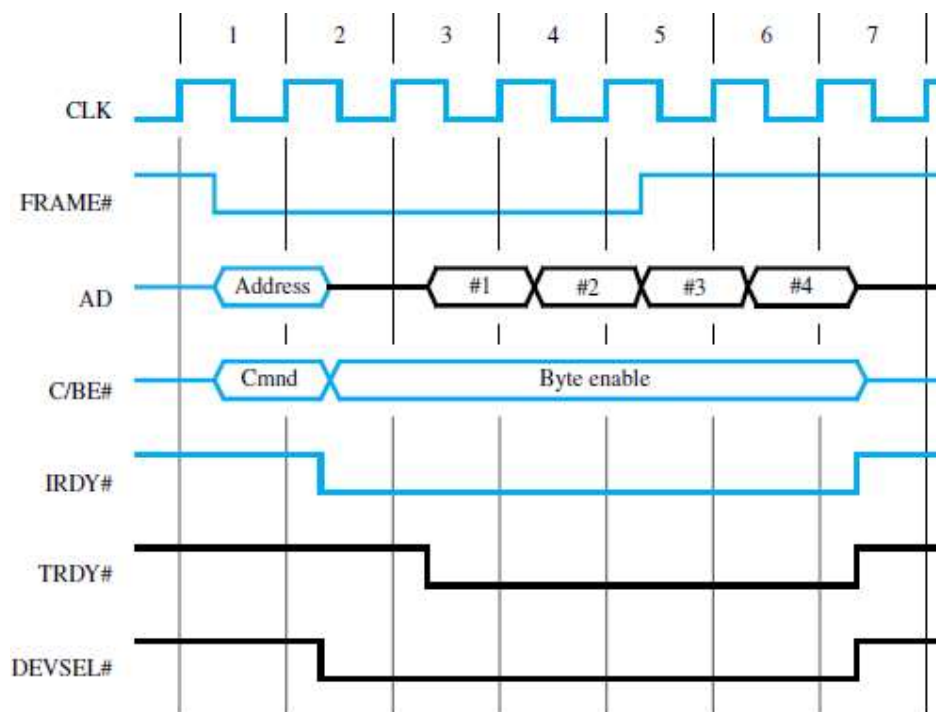 1 2 3 4 5 6 7
CLK
FRAME#
AD Address #1 #2 #3 #4
C/BE# Cmnd Byte enable
IRDY#
TRDY#
DEVSEL#